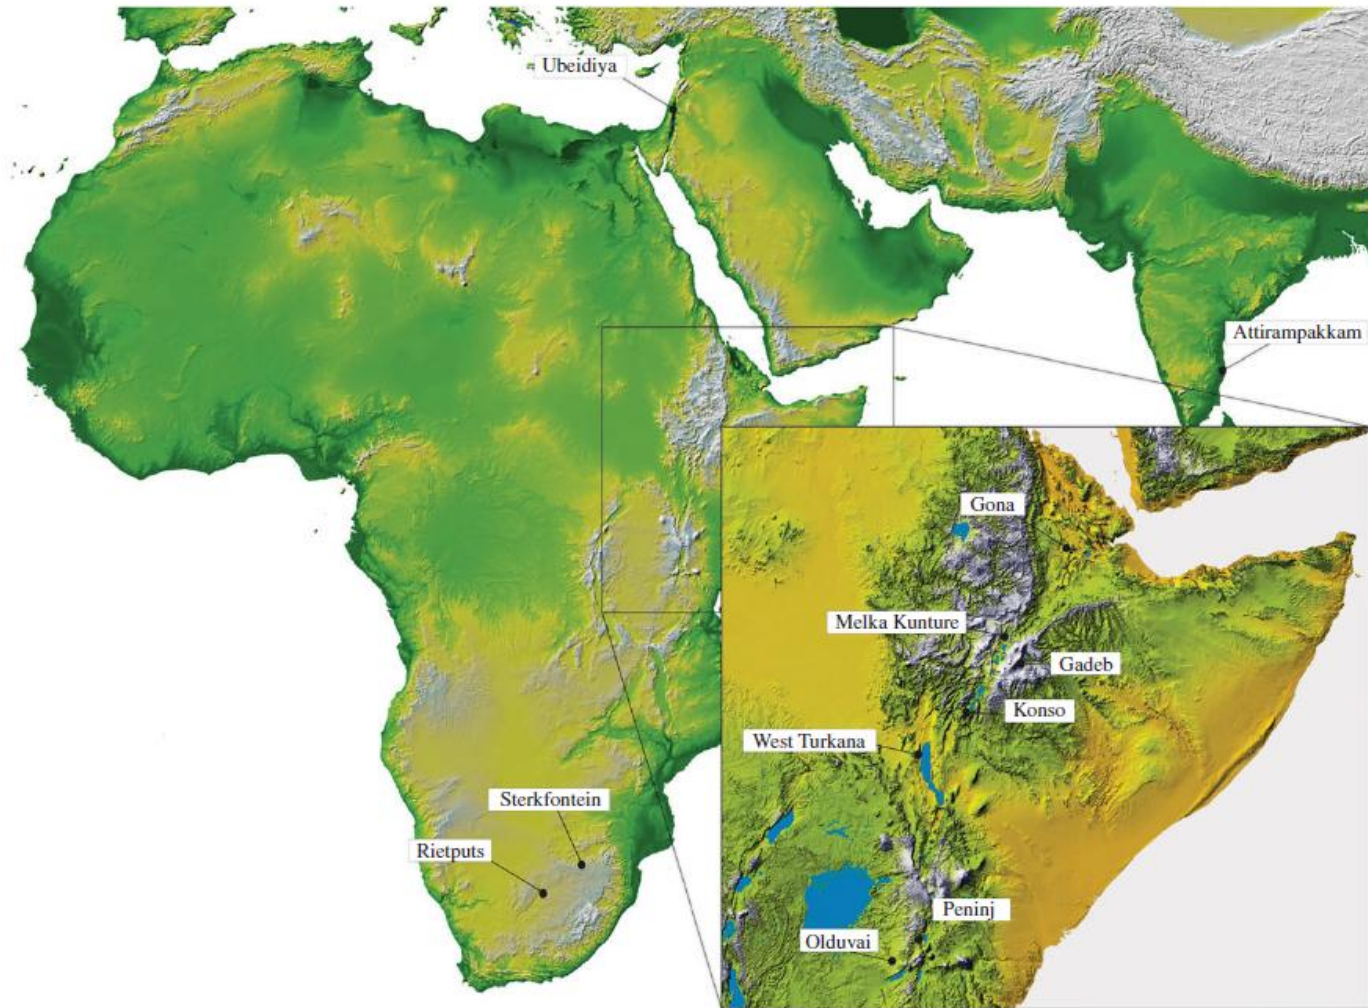 Ubeidiya
Attirampakkam
Gona
Melka Kunture
Gadeb
Konso
West Turkana
Sterkfontein
Rietputs
Peninj
Olduvai